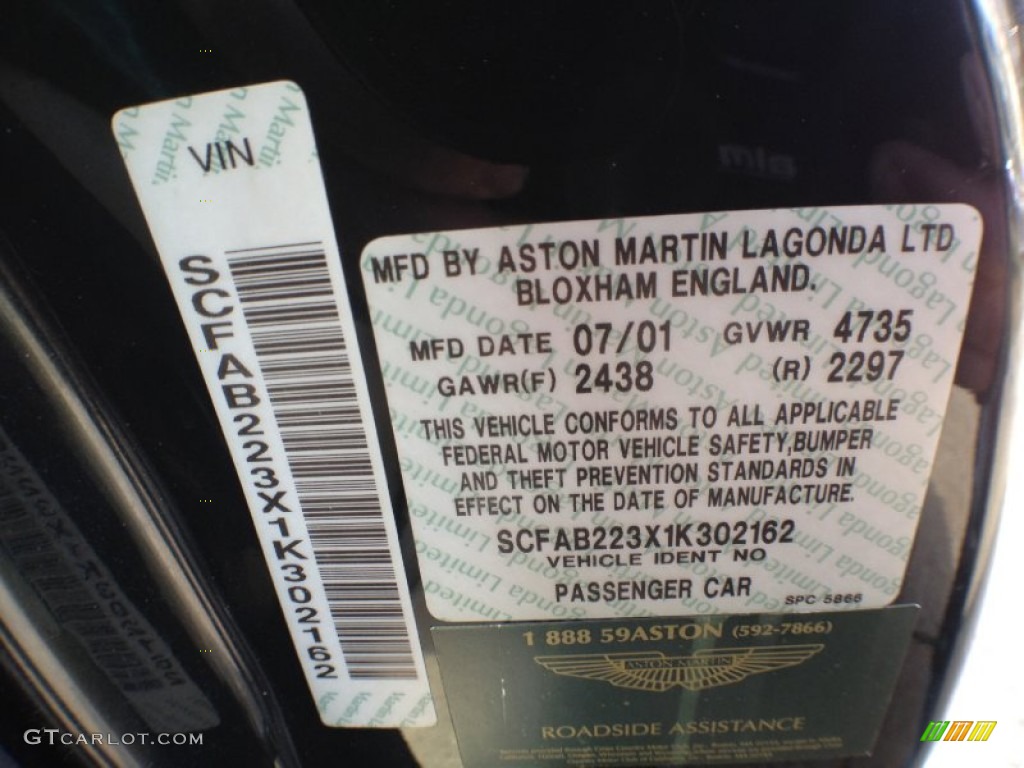 VIN
SCFAB223X1K302162
MFD BY ASTON MARTIN LAGONDA LTD
BLOXHAM ENGLAND.
MFD DATE 07/01 GVWR 4735
GAWR(F) 2438 (R) 2297
THIS VEHICLE CONFORMS TO ALL APPLICABLE
FEDERAL MOTOR VEHICLE SAFETY,BUMPER
AND THEFT PREVENTION STANDARDS IN
EFFECT ON THE DATE OF MANUFACTURE.
SCFAB223X1K302162
VEHICLE IDENT NO
PASSENGER CAR
SPC 5866
1 888 59ASTON (592-7866)
ASTON MARTIN
ROADSIDE ASSISTANCE
GTCARLOT.COM